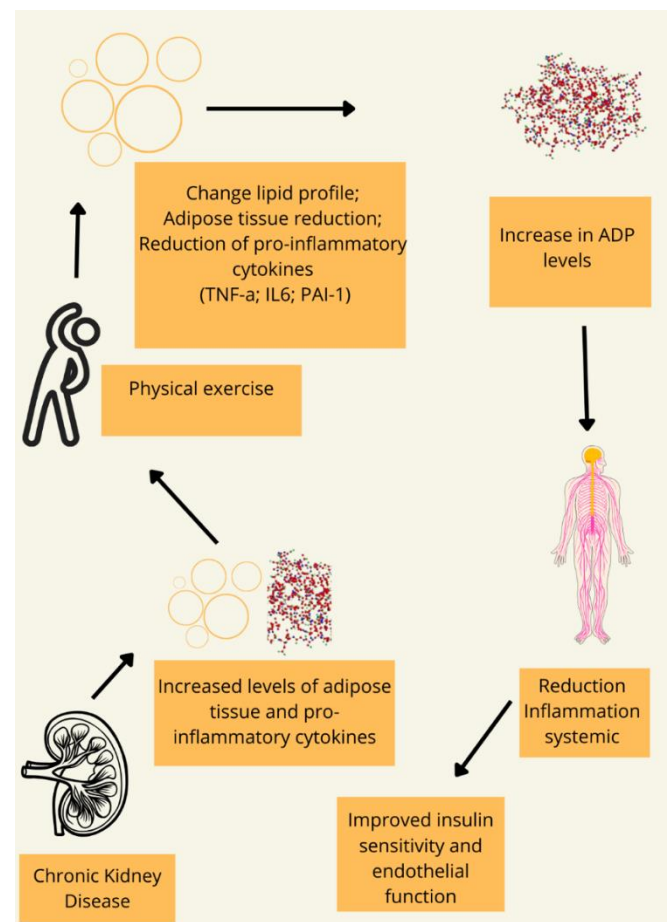 Change lipid profile;
Adipose tissue reduction;
Reduction of pro-inflammatory
cytokines
(TNF-a; IL6; PAI-1)
Increase in ADP
levels
Physical exercise
Increased levels of adipose
tissue and pro-
inflammatory cytokines
Reduction
Inflammation
systemic
Improved insulin
sensitivity and
endothelial
function
Chronic Kidney
Disease